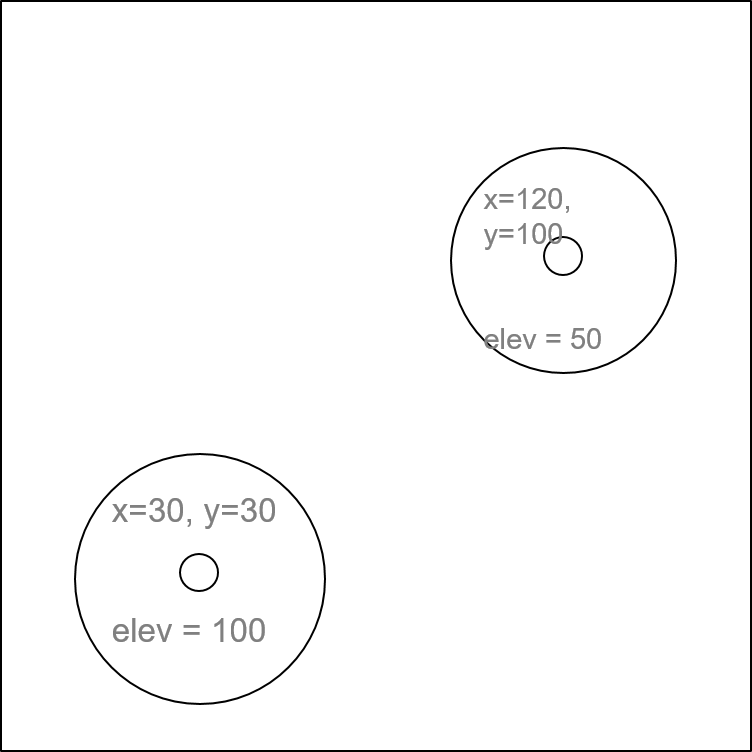 x=120,
y=100
elev = 50
x=30, y=30
elev = 100